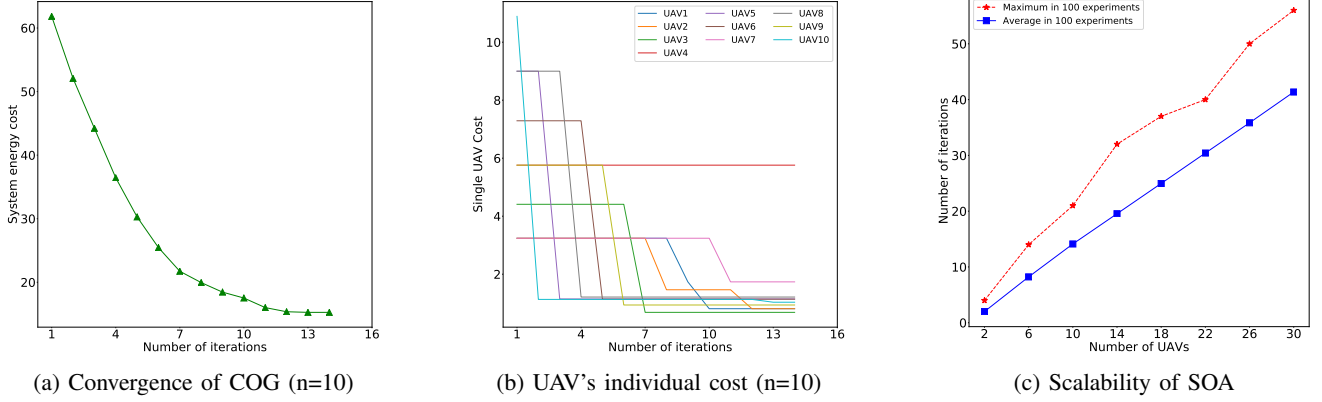 System energy cost
60
50
40
30
20
1 4 7 10 13 16
Number of iterations
(a) Convergence of COG (n=10)
Single UAV Cost
10
8
6
4
2
UAV1 UAV5 UAV8
UAV2 UAV6 UAV9
UAV3 UAV7 UAV10
UAV4
1 4 7 10 13 16
Number of iterations
(b) UAV's individual cost (n=10)
Number of iterations
Maximum in 100 experiments
Average in 100 experiments
50
40
30
20
10
0
2 6 10 14 18 22 26 30
Number of UAVs
(c) Scalability of SOA